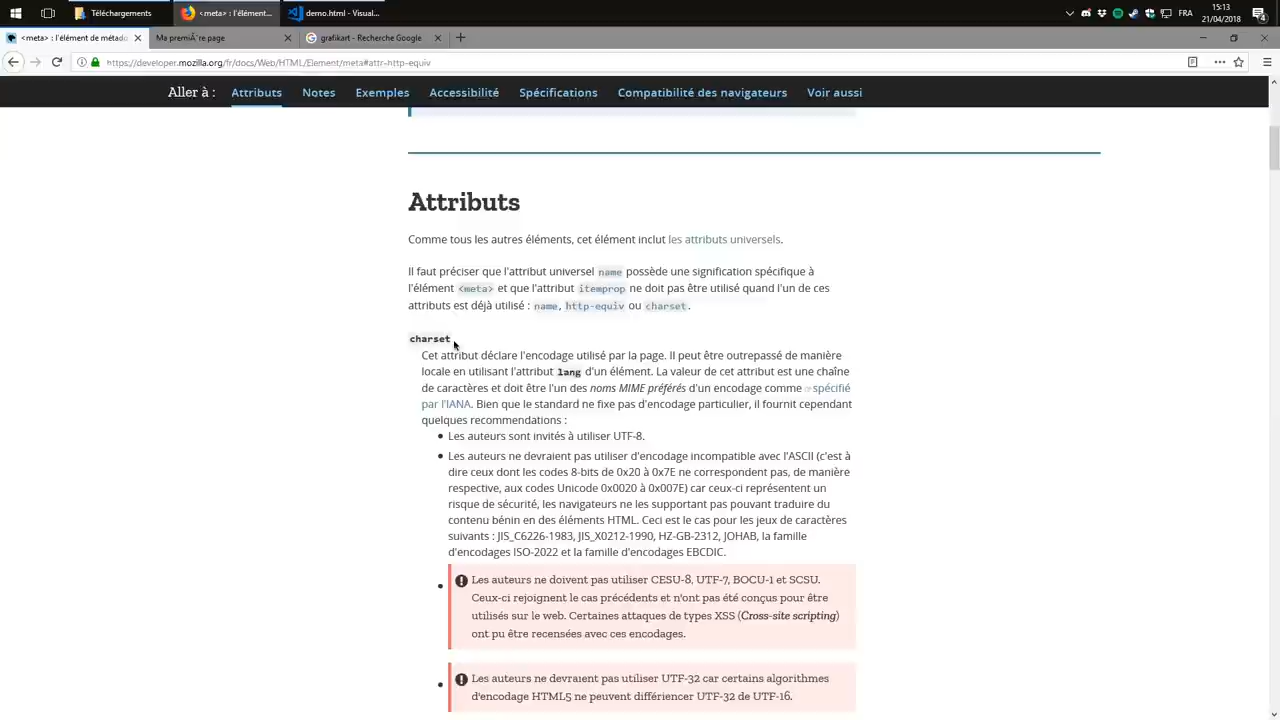 Téléchargements
<meta> : l'élément...
demo.html - Visual...
FRA
15:13
21/04/2018
4
<meta> : l'élément de métado
Ma premiÃ¨re page
grafikart - Recherche Google
https://developer.mozilla.org/fr/docs/Web/HTML/Element/meta#attr-http-equiv
Aller à : Attributs Notes Exemples Accessibilité Spécifications Compatibilité des navigateurs Voir aussi
Attributs
Comme tous les autres éléments, cet élément inclut les attributs universels.
Il faut préciser que l'attribut universel name possède une signification spécifique à
l'élément <meta> et que l'attribut itemprop ne doit pas être utilisé quand l'un de ces
attributs est déjà utilisé : name, http-equiv ou charset.
charset
Cet attribut déclare l'encodage utilisé par la page. Il peut être outrepassé de manière
locale en utilisant l'attribut lang d'un élément. La valeur de cet attribut est une chaîne
de caractères et doit être l'un des noms MIME préférés d'un encodage comme spécifié
par l'IANA. Bien que le standard ne fixe pas d'encodage particulier, il fournit cependant
quelques recommendations :
• Les auteurs sont invités à utiliser UTF-8.
• Les auteurs ne devraient pas utiliser d'encodage incompatible avec l'ASCII (c'est à
dire ceux dont les codes 8-bits de 0x20 à 0x7E ne correspondent pas, de manière
respective, aux codes Unicode 0x0020 à 0x007E) car ceux-ci représentent un
risque de sécurité, les navigateurs ne les supportant pas pouvant traduire du
contenu bénin en des éléments HTML. Ceci est le cas pour les jeux de caractères
suivants : JIS_C6226-1983, JIS_X0212-1990, HZ-GB-2312, JOHAB, la famille
d'encodages ISO-2022 et la famille d'encodages EBCDIC.
• Les auteurs ne doivent pas utiliser CESU-8, UTF-7, BOCU-1 et SCSU.
Ceux-ci rejoignent le cas précédents et n'ont pas été conçus pour être
utilisés sur le web. Certaines attaques de types XSS (Cross-site scripting)
ont pu être recensées avec ces encodages.
• Les auteurs ne devraient pas utiliser UTF-32 car certains algorithmes
d'encodage HTML5 ne peuvent différencier UTF-32 de UTF-16.